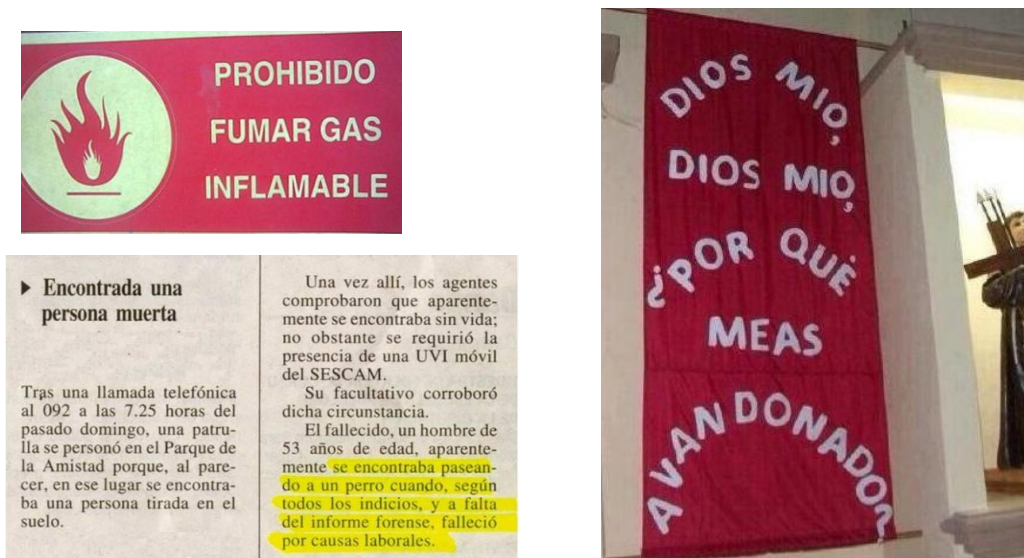 PROHIBIDO
FUMAR GAS
INFLAMABLE
Encontrada una
persona muerta
Tras una llamada telefónica
al 092 a las 7.25 horas del
pasado domingo, una patru-
lla se personó en el Parque de
la Amistad porque, al pare-
cer, en ese lugar se encontra-
ba una persona tirada en el
suelo.
Una vez allí, los agentes
comprobaron que aparente-
mente se encontraba sin vida;
no obstante se requirió la
presencia de una UVI móvil
del SESCAM.
Su facultativo corroboró
dicha circunstancia.
El fallecido, un hombre de
53 años de edad, aparente-
mente se encontraba pasean-
do a un perro cuando, según
todos los indicios, y a falta
del informe forense, falleció
por causas laborales.
DIOS MIO,
DIOS MIO,
¿POR QUÉ
MEAS
AVANDONADO?